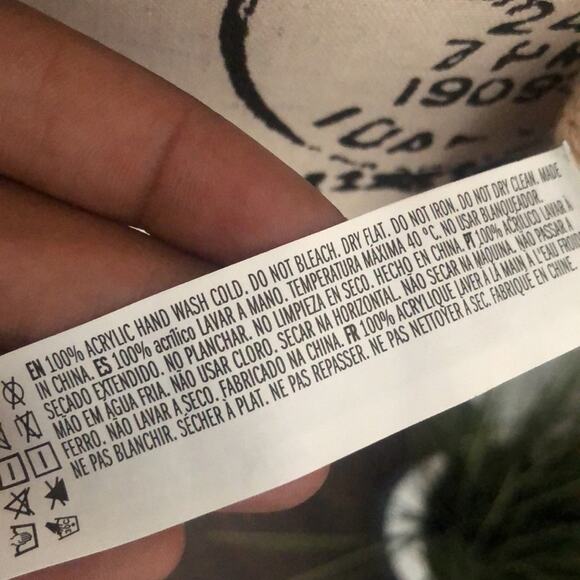 24
1909
EN 100% ACRYLIC HAND WASH COLD. DO NOT BLEACH. DRY FLAT. DO NOT IRON. DO NOT DRY CLEAN. MADE
IN CHINA. ES 100% acrílico LAVAR A MANO. TEMPERATURA MÁXIMA 40 °C. NO USAR BLANQUEADOR.
SECADO EXTENDIDO. NO PLANCHAR. NO LIMPIEZA EN SECO. HECHO EN CHINA. PT 100% ACRÍLICO LAVAR À
MÃO EM ÁGUA FRIA. NÃO USAR CLORO. SECAR NA HORIZONTAL. NÃO SECAR NA MÁQUINA. NÃO PASSAR A
FERRO. NÃO LAVAR A SECO. FABRICADO NA CHINA. FR 100% ACRYLIQUE LAVER À LA MAIN À L'EAU FROIDE.
NE PAS BLANCHIR. SÉCHER À PLAT. NE PAS REPASSER. NE PAS NETTOYER À SEC. FABRIQUÉ EN CHINE.